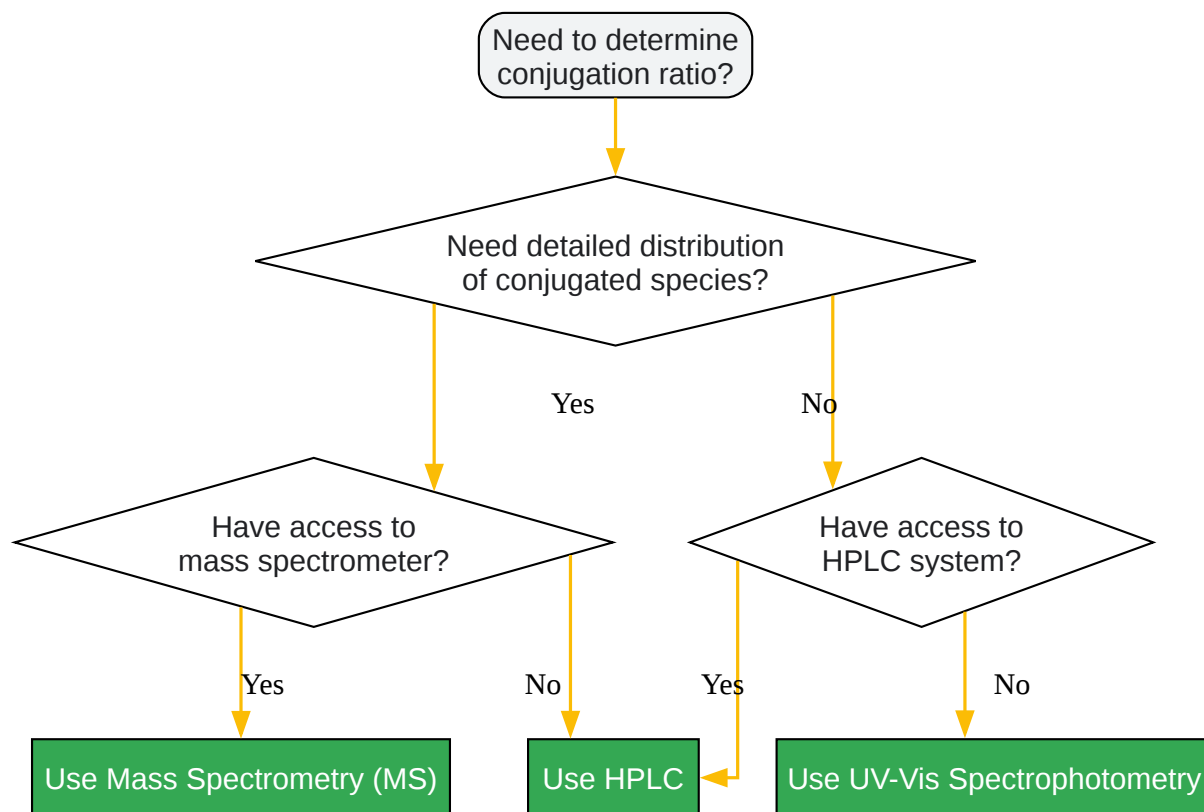 Need to determine
conjugation ratio?
Need detailed distribution
of conjugated species?
Yes
No
Have access to
mass spectrometer?
Have access to
HPLC system?
Yes
No
Yes
No
Use Mass Spectrometry (MS)
Use HPLC
Use UV-Vis Spectrophotometry